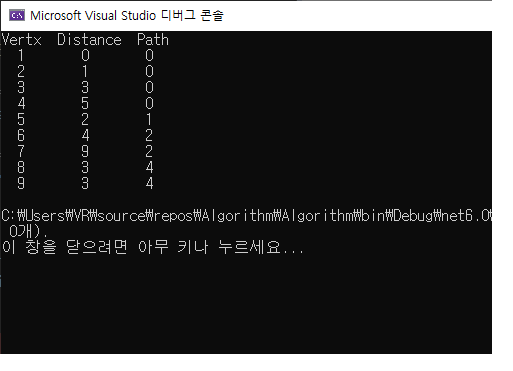 Microsoft Visual Studio 디버그 콘솔
Vertx Distance Path
1 0 0
2 1 0
3 3 0
4 5 0
5 2 1
6 4 2
7 9 2
8 3 4
9 3 4
C:₩Users₩VR₩source₩repos₩Algorithm₩Algorithm₩bin₩Debug₩net6.0₩
0개).
이 창을 닫으려면 아무 키나 누르세요...